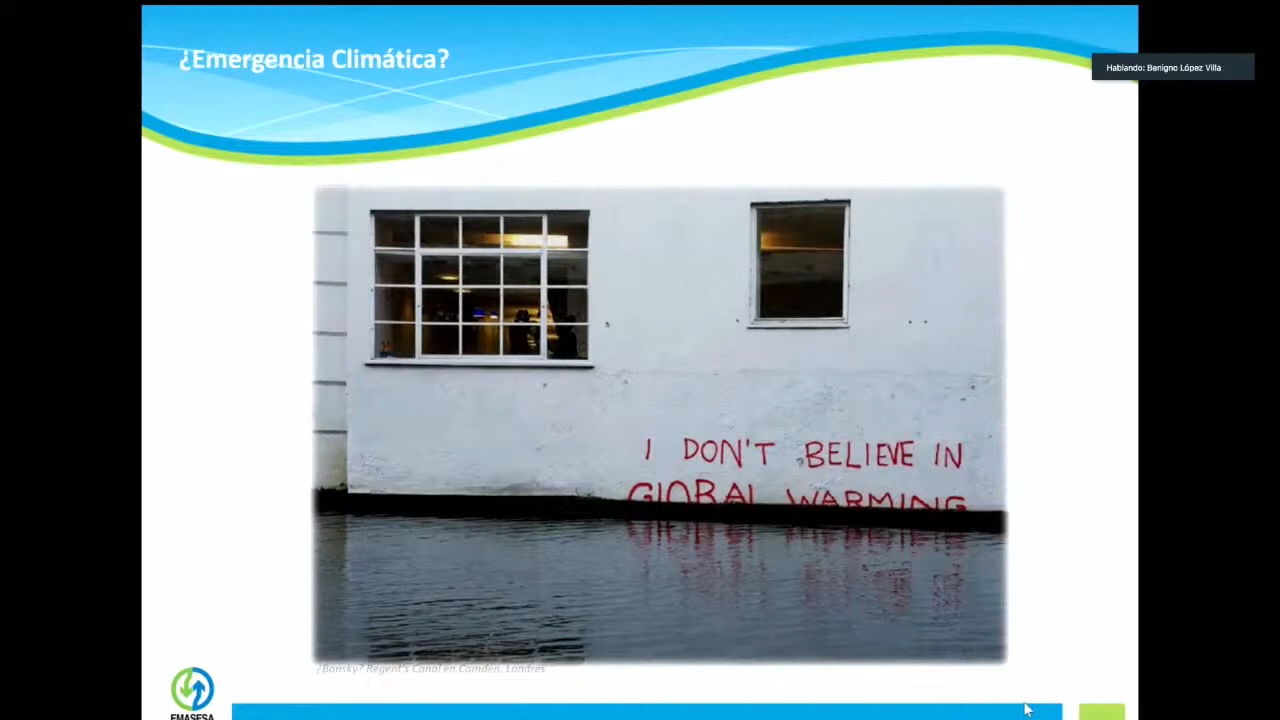 ¿Emergencia Climática?
Hablando: Benigno López Villa
I DON'T BELIEVE IN
GLOBAL WARMING
¿Bansky? Regent's Canal en Camden. Londres
EMASESA